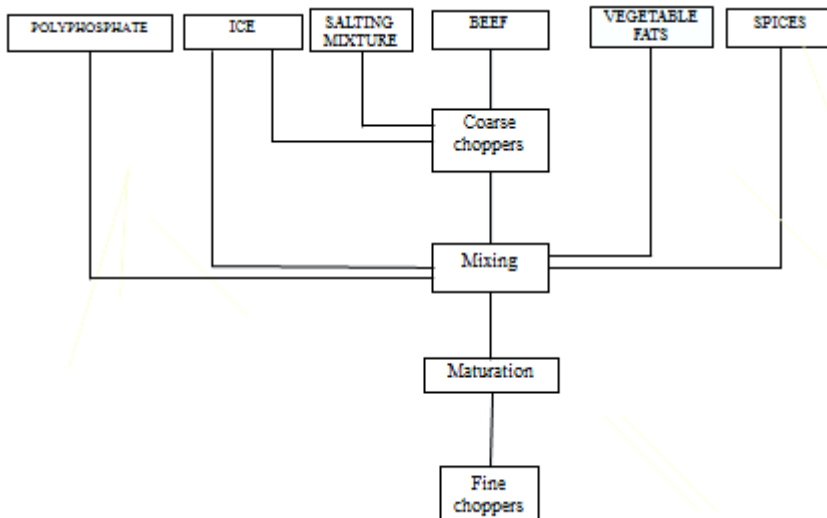 POLYPHOSPHATE
ICE
SALTING
MIXTURE
BEEF
VEGETABLE
FATS
SPICES
Coarse
choppers
Mixing
Maturation
Fine
choppers